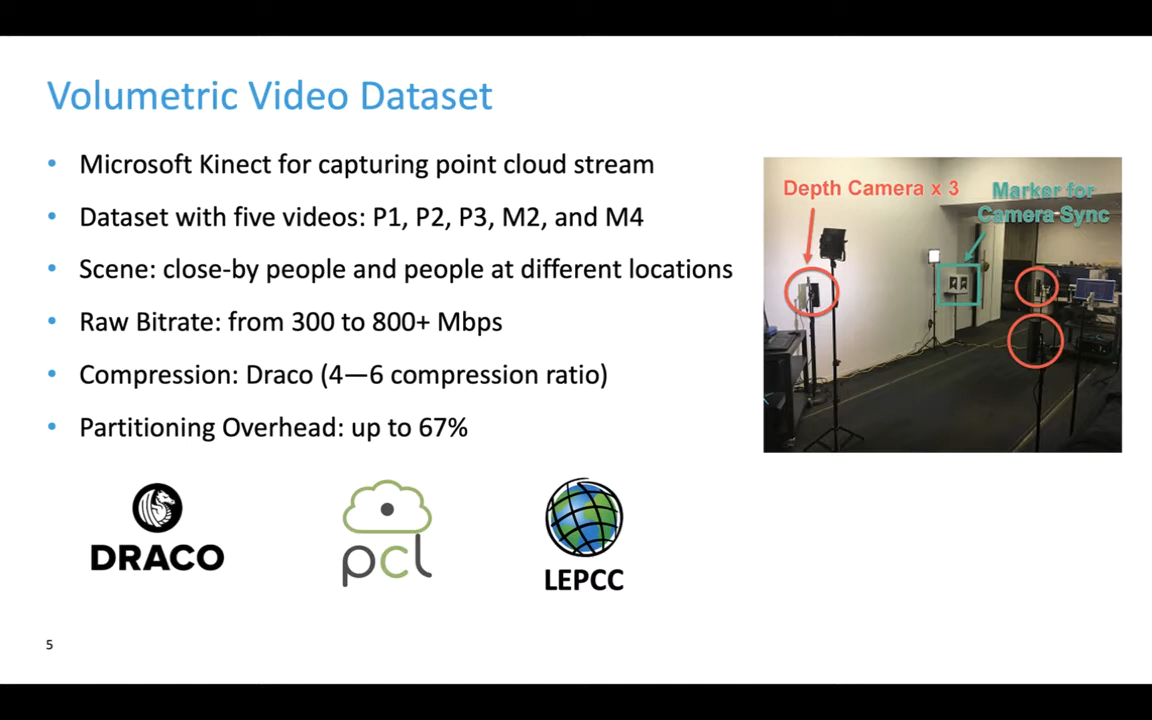 Volumetric Video Dataset
• Microsoft Kinect for capturing point cloud stream
• Dataset with five videos: P1, P2, P3, M2, and M4
• Scene: close-by people and people at different locations
• Raw Bitrate: from 300 to 800+ Mbps
• Compression: Draco (4—6 compression ratio)
• Partitioning Overhead: up to 67%
Depth Camera x 3
Marker for
Camera Sync
DRACO
pcl
LEPCC
5